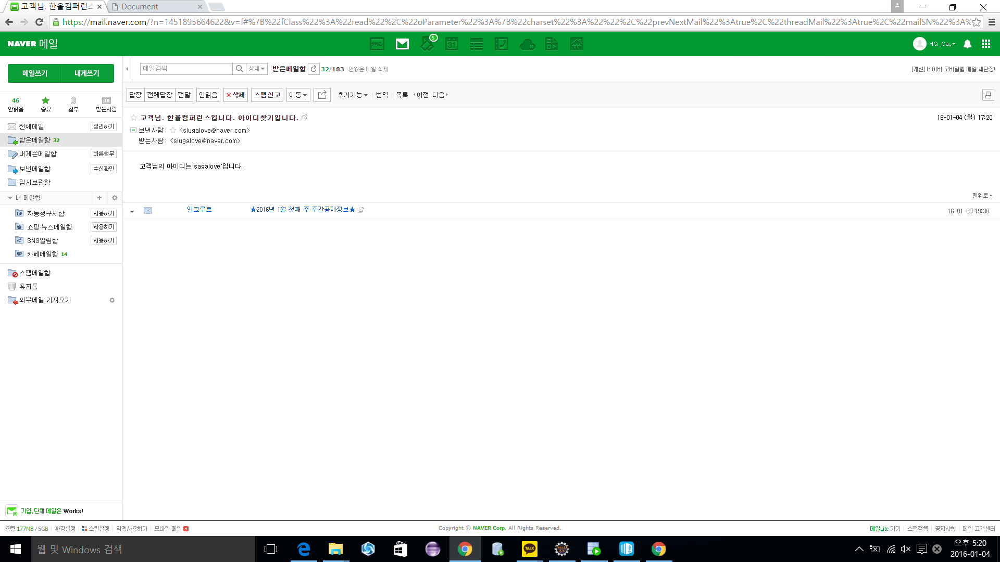 고객님. 한울컴퍼런스
Document
https://mail.naver.com/?n=1451895664622&v=f#%7B%22fClass%22%3A%22read%22%2C%22oParameter%22%3A%7B%22charset%22%3A%22%22%2C%22prevNextMail%22%3Atrue%2C%22threadMail%22%3Atrue%2C%22mailSN%22%3A%
NAVER 메일
me
5
31
N
HQ_Ca..
메일쓰기 내게쓰기
메일검색
상세
받은메일함 32/183 안읽은 메일 삭제
[개선] 네이버 모바일웹 메일 새단장!
답장 전체답장 전달 안읽음 ×삭제 스팸신고 이동 추가기능 번역 목록 이전 다음
46
안읽음 중요 첨부 TO 받는사람
전체메일 정리하기
받은메일함 32
내게쓴메일함 빠른첨부
보낸메일함 수신확인
임시보관함
내 메일함 +
자동청구서함 사용하기
쇼핑·뉴스메일함 사용하기
SNS알림함 사용하기
카페메일함 14
스팸메일함
휴지통
외부메일 가져오기
기업,단체 메일은 Works!
고객님. 한울컴퍼런스입니다. 아이디찾기입니다.
16-01-04 (월) 17:20
보낸사람 : <slugalove@naver.com>
받는사람 : <slugalove@naver.com>
고객님의 아이디는'sagalove'입니다.
맨위로
인크루트 ★2016년 1월 첫째 주 주간공채정보★ 16-01-03 19:30
용량 177MB / 5GB 환경설정 스킨설정 위젯사용하기 모바일 메일 N
Copyright © NAVER Corp. All Rights Reserved.
메일Lite 가기 스팸정책 공지사항 메일 고객센터
웹 및 Windows 검색
TALK
오후 5:20
2016-01-04